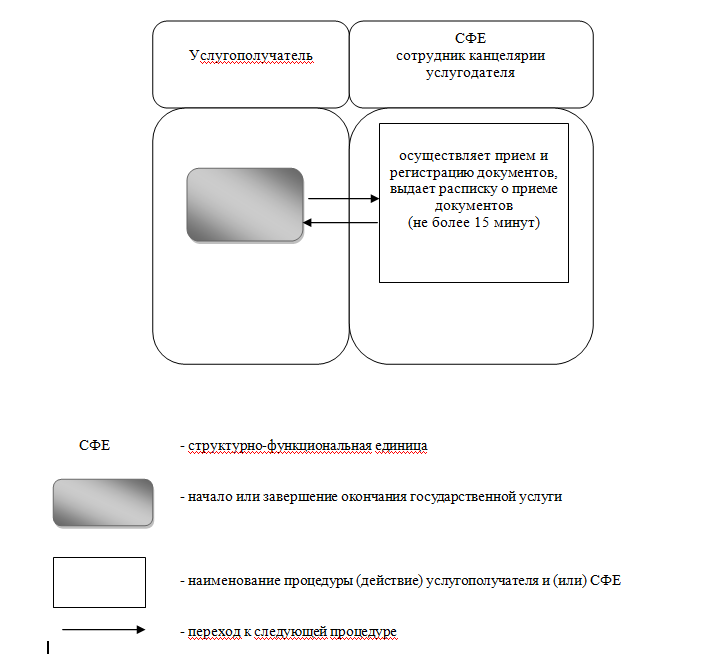 Услугополучатель
СФЕ
сотрудник канцелярии
услугодателя
осуществляет прием и
регистрацию документов,
выдает расписку о приеме
документов
(не более 15 минут)
СФЕ - структурно-функциональная единица
- начало или завершение окончания государственной услуги
- наименование процедуры (действие) услугополучателя и (или) СФЕ
- переход к следующей процедуре